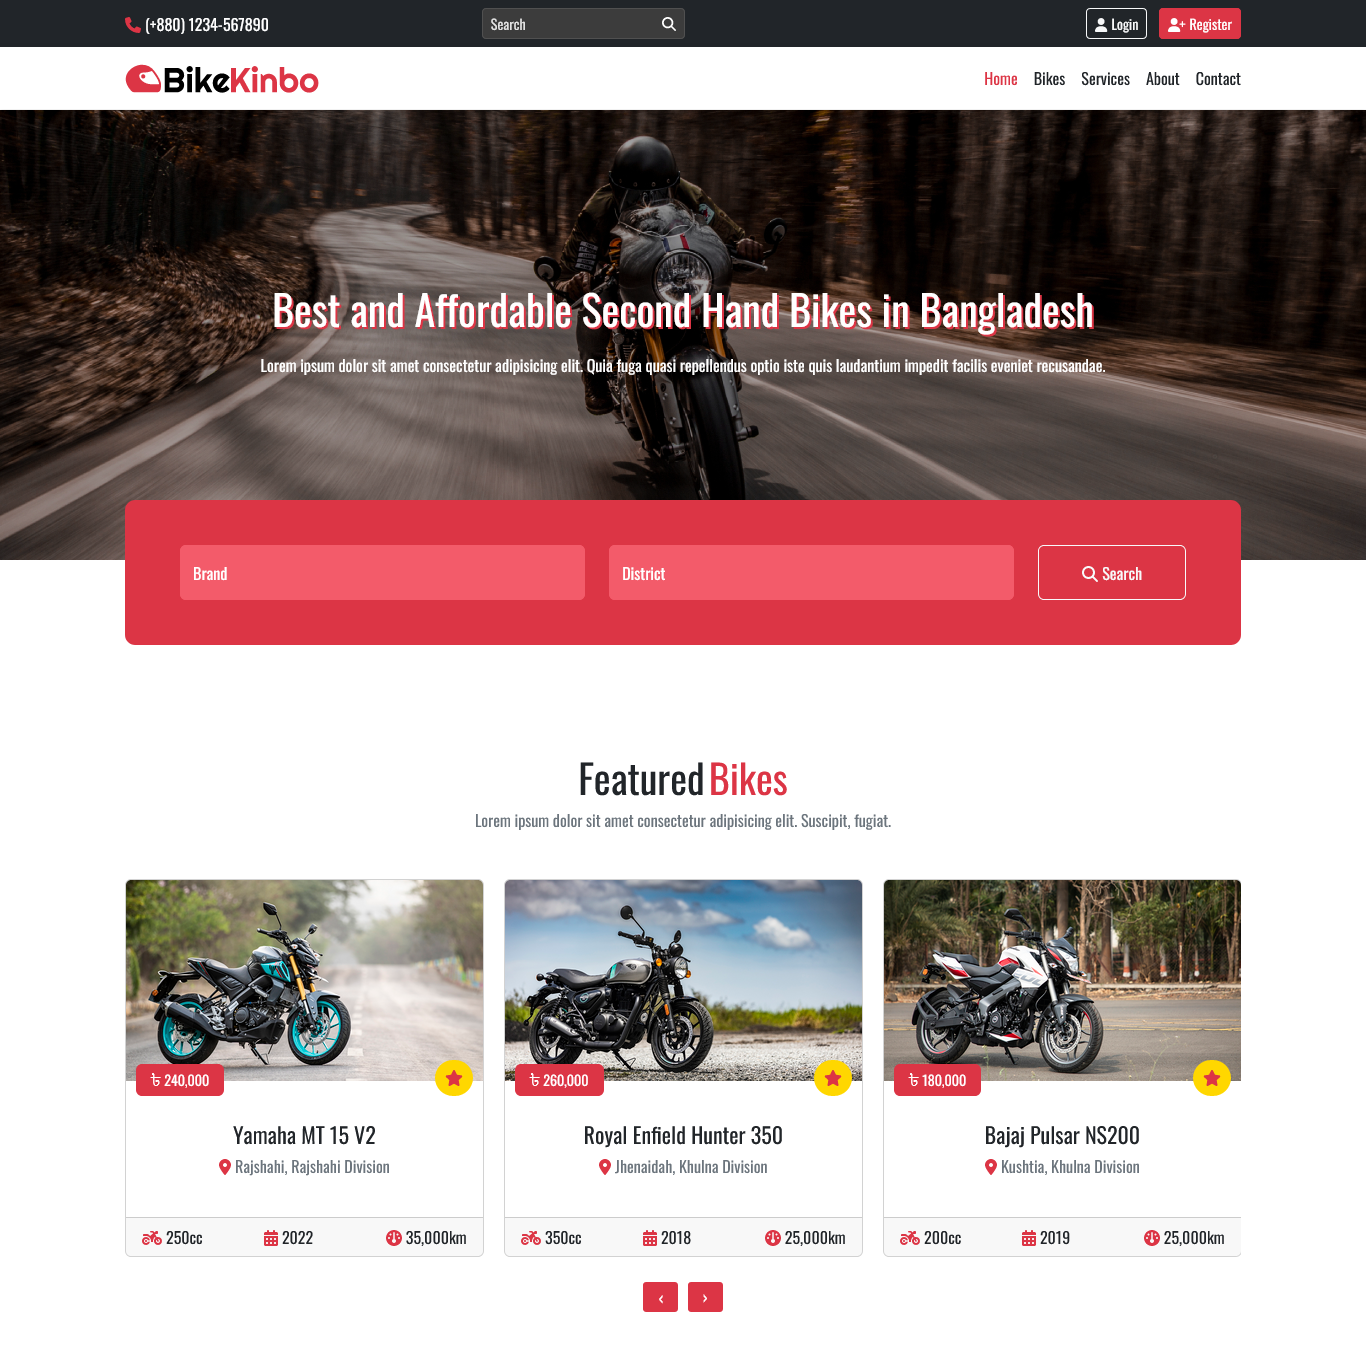 (+880) 1234-567890
Search
Login
Register
BikeKinbo
Home Bikes Services About Contact
Best and Affordable Second Hand Bikes in Bangladesh
Lorem ipsum dolor sit amet consectetur adipisicing elit. Quia fuga quasi repellendus optio iste quis laudantium impedit facilis eveniet recusandae.
Brand
District
Search
Featured Bikes
Lorem ipsum dolor sit amet consectetur adipisicing elit. Suscipit, fugiat.
৳ 240,000
Yamaha MT 15 V2
Rajshahi, Rajshahi Division
250cc 2022 35,000km
৳ 260,000
Royal Enfield Hunter 350
Jhenaidah, Khulna Division
350cc 2018 25,000km
৳ 180,000
Bajaj Pulsar NS200
Kushtia, Khulna Division
200cc 2019 25,000km
‹ ›